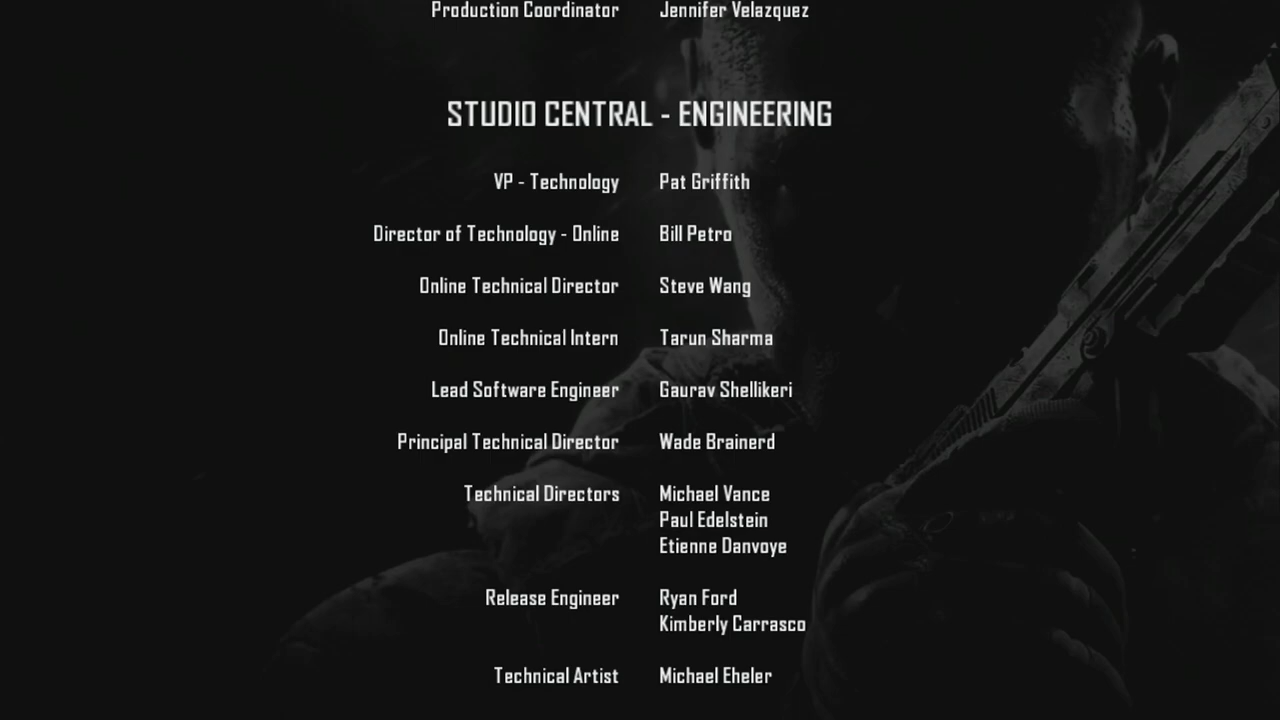 Production Coordinator Jennifer Velazquez
STUDIO CENTRAL - ENGINEERING
VP - Technology Pat Griffith
Director of Technology - Online Bill Petro
Online Technical Director Steve Wang
Online Technical Intern Tarun Sharma
Lead Software Engineer Gaurav Shellikeri
Principal Technical Director Wade Brainerd
Technical Directors Michael Vance
Paul Edelstein
Etienne Danvoye
Release Engineer Ryan Ford
Kimberly Carrasco
Technical Artist Michael Eheler